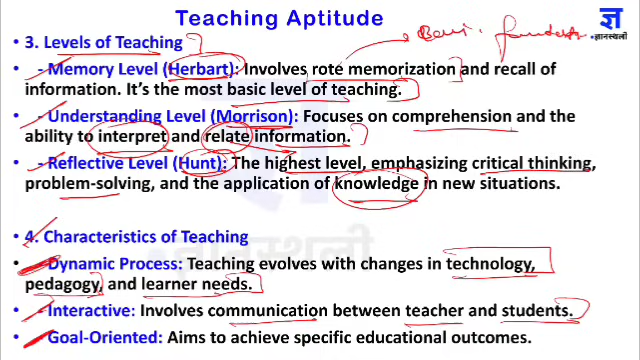 Teaching Aptitude
ज्ञ
ज्ञानस्थली
3. Levels of Teaching
- Memory Level (Herbart): Involves rote memorization and recall of
information. It's the most basic level of teaching.
- Understanding Level (Morrison): Focuses on comprehension and the
ability to interpret and relate information.
- Reflective Level (Hunt): The highest level, emphasizing critical thinking,
problem-solving, and the application of knowledge in new situations.
ज्ञानस्थली
4. Characteristics of Teaching
- Dynamic Process: Teaching evolves with changes in technology,
pedagogy, and learner needs.
- Interactive: Involves communication between teacher and students.
- Goal-Oriented: Aims to achieve specific educational outcomes.